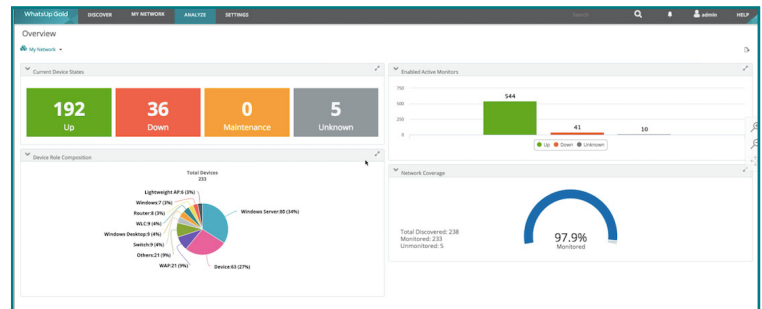 WhatsUp Gold DISCOVER MY NETWORK ANALYZE SETTINGS Search admin HELP
Overview
My Network
Current Device States
192
Up
36
Down
0
Maintenance
5
Unknown
Enabled Active Monitors
750
500
250
0
544
41
10
Up Down Unknown
Device Role Composition
Total Devices
233
Lightweight AP:6 (3%)
Windows:7 (3%)
Router:8 (3%)
WLC:9 (4%)
Windows Desktop:9 (4%)
Switch:9 (4%)
Others:21 (9%)
WAP:21 (9%)
Device:63 (27%)
Windows Server:80 (34%)
Network Coverage
Total Discovered: 238
Monitored: 233
Unmonitored: 5
97.9%
Monitored